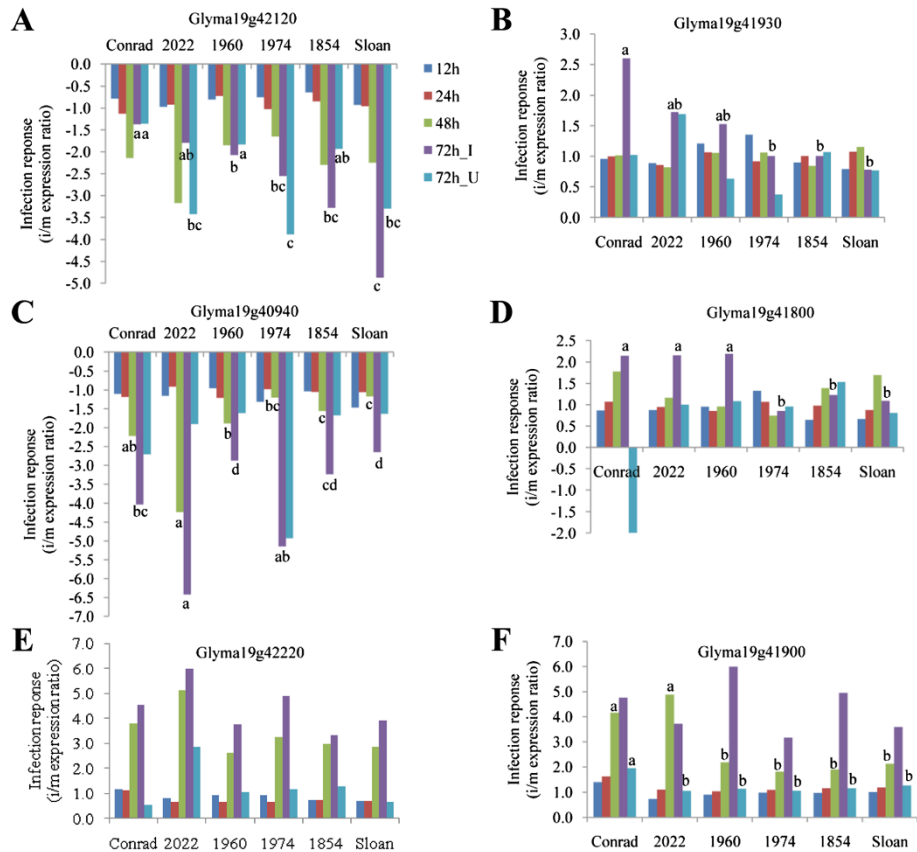 A
Glyma19g42120
Conrad 2022 1960 1974 1854 Sloan
0.0
-0.5
-1.0
-1.5
-2.0
-2.5
-3.0
-3.5
-4.0
-4.5
-5.0
Infection reponse
(i/m expression ratio)
aa ab bc b a c bc ab c bc
12h
24h
48h
72h_I
72h_U
B
Glyma19g41930
3.0
2.5
2.0
1.5
1.0
0.5
0.0
Infection response
(i/m expression ratio)
a ab ab b b b
Conrad 2022 1960 1974 1854 Sloan
C
Glyma19g40940
Conrad 2022 1960 1974 1854 Sloan
0.0
-0.5
-1.0
-1.5
-2.0
-2.5
-3.0
-3.5
-4.0
-4.5
-5.0
-5.5
-6.0
-6.5
-7.0
Infection reponse
(i/m expression ratio)
ab bc a a b d bc ab c cd c d
D
Glyma19g41800
2.5
2.0
1.5
1.0
0.5
0.0
-0.5
-1.0
-1.5
-2.0
Infection response
(i/m expression ratio)
a a a b b b
Conrad 2022 1960 1974 1854 Sloan
E
Glyma19g42220
7.0
6.0
5.0
4.0
3.0
2.0
1.0
0.0
Infection reponse
(i/m expression ratio)
Conrad 2022 1960 1974 1854 Sloan
F
Glyma19g41900
7.0
6.0
5.0
4.0
3.0
2.0
1.0
0.0
Infection response
(i/m expression ratio)
a a a b b b b b b b b b
Conrad 2022 1960 1974 1854 Sloan